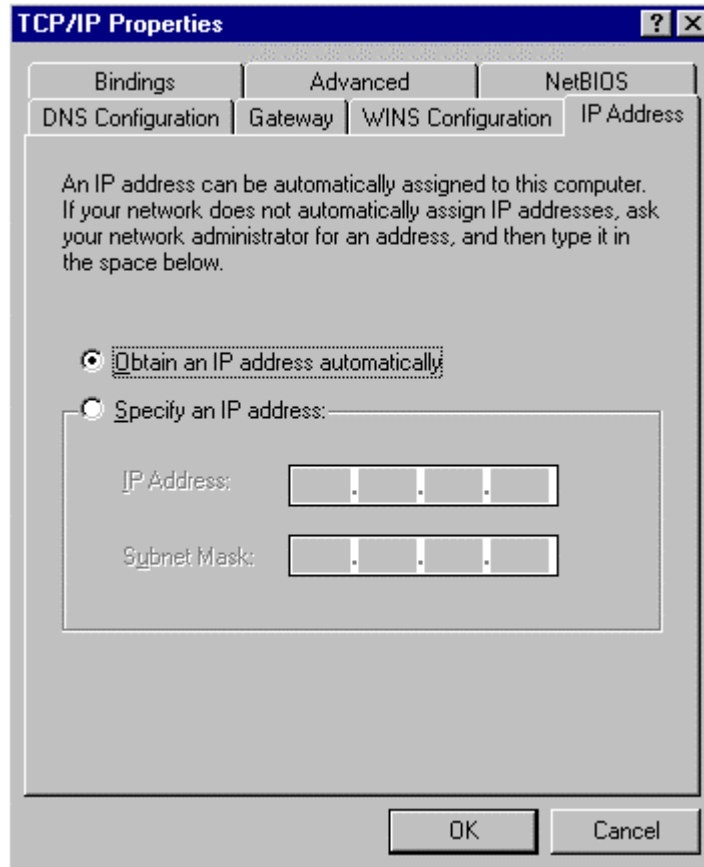 TCP/IP Properties
Bindings Advanced NetBIOS
DNS Configuration Gateway WINS Configuration IP Address
An IP address can be automatically assigned to this computer.
If your network does not automatically assign IP addresses, ask
your network administrator for an address, and then type it in
the space below.
Obtain an IP address automatically
Specify an IP address:
IP Address: . . .
Subnet Mask: . . .
OK Cancel